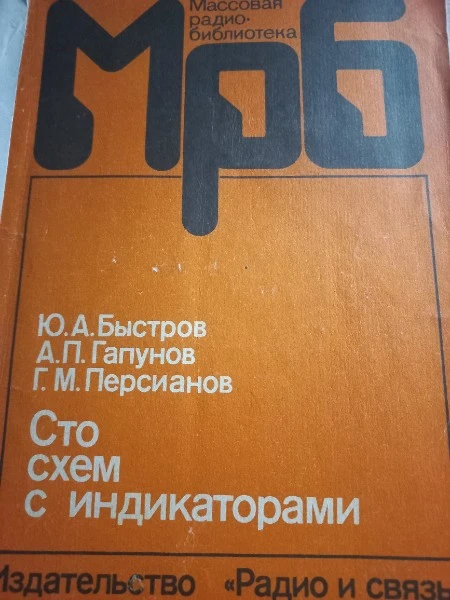 Массовая
радио-
библиотека
Мрб
Ю.А.Быстров
А.П.Гапунов
Г.М.Персианов
Сто
схем
с индикаторами
Издательство «Радио и связь